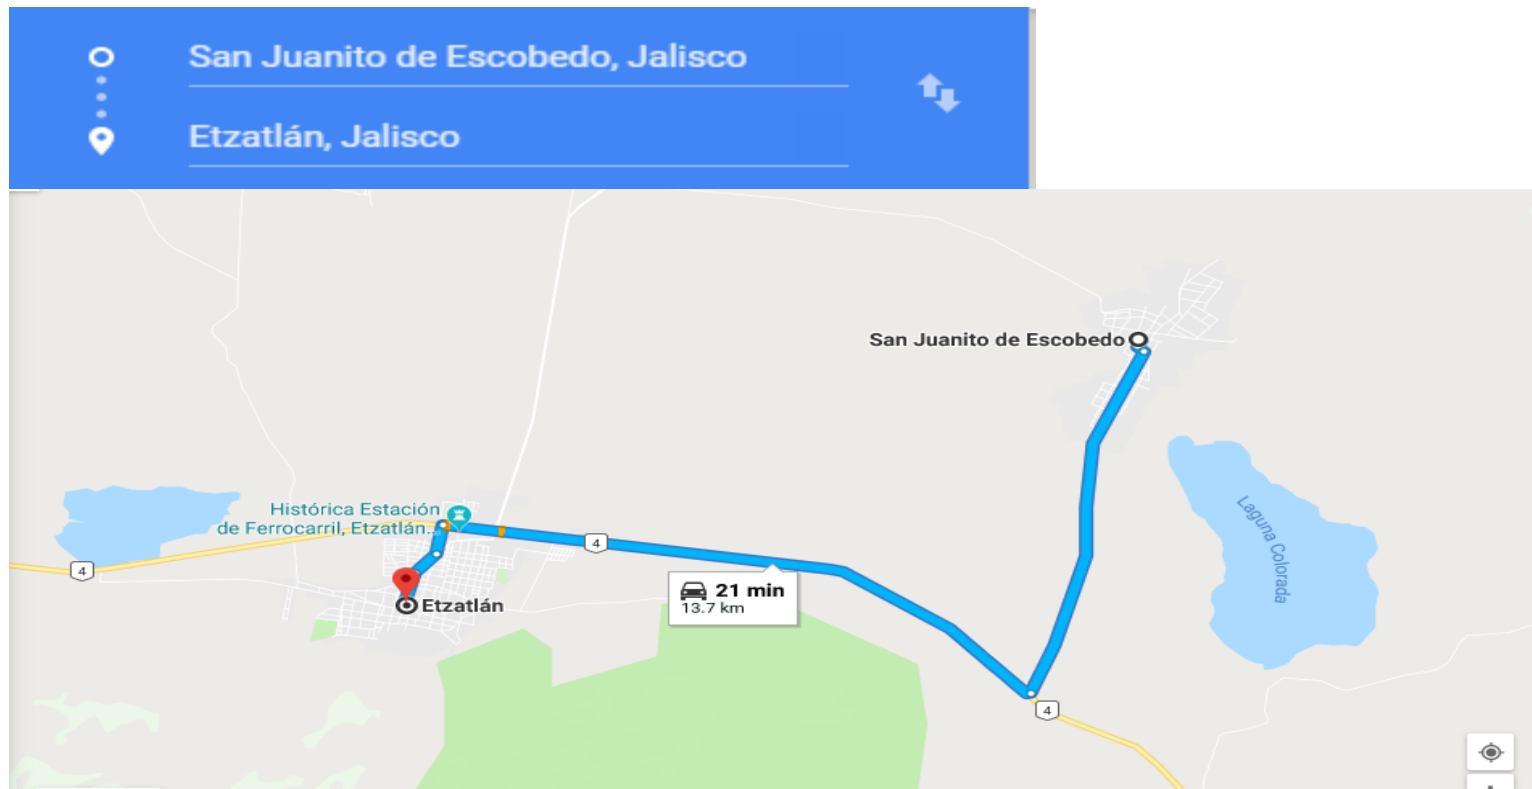 San Juanito de Escobedo, Jalisco
Etzatlán, Jalisco
San Juanito de Escobedo
Laguna Colorada
Histórica Estación
de Ferrocarril, Etzatlán...
4
4
21 min
13.7 km
Etzatlán
4